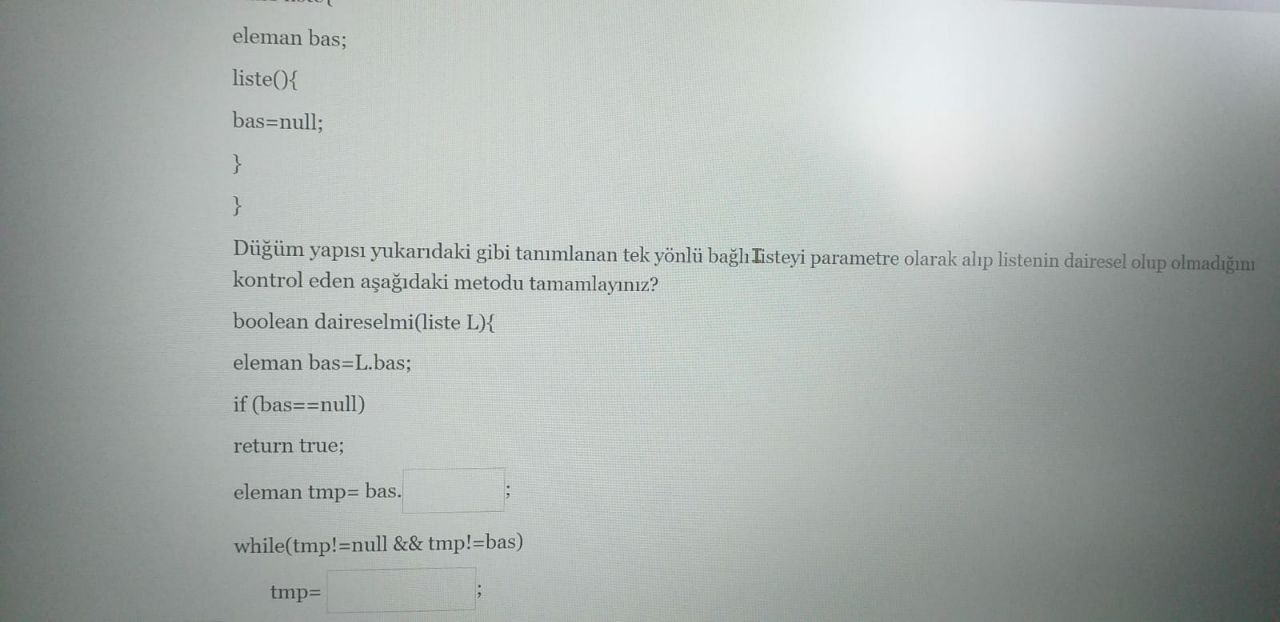 eleman bas;
liste(){
bas=null;
}
}
Düğüm yapısı yukarıdaki gibi tanımlanan tek yönlü bağlı listeyi parametre olarak alıp listenin dairesel olup olmadığını
kontrol eden aşağıdaki metodu tamamlayınız?
boolean daireselmi(liste L){
eleman bas=L.bas;
if (bas==null)
return true;
eleman tmp= bas. ;
while(tmp!=null && tmp!=bas)
tmp= ;